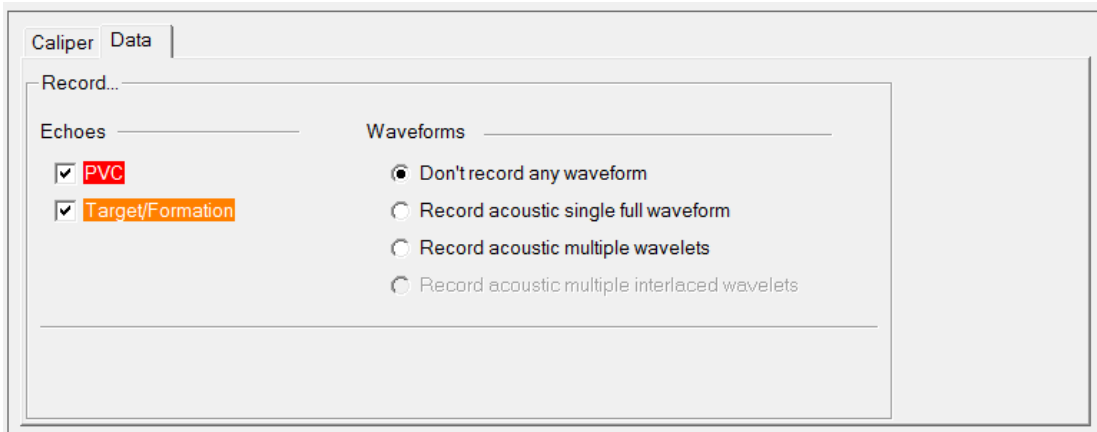 Caliper Data
Record...
Echoes Waveforms
PVC Don't record any waveform
Target/Formation Record acoustic single full waveform
Record acoustic multiple wavelets
Record acoustic multiple interlaced wavelets